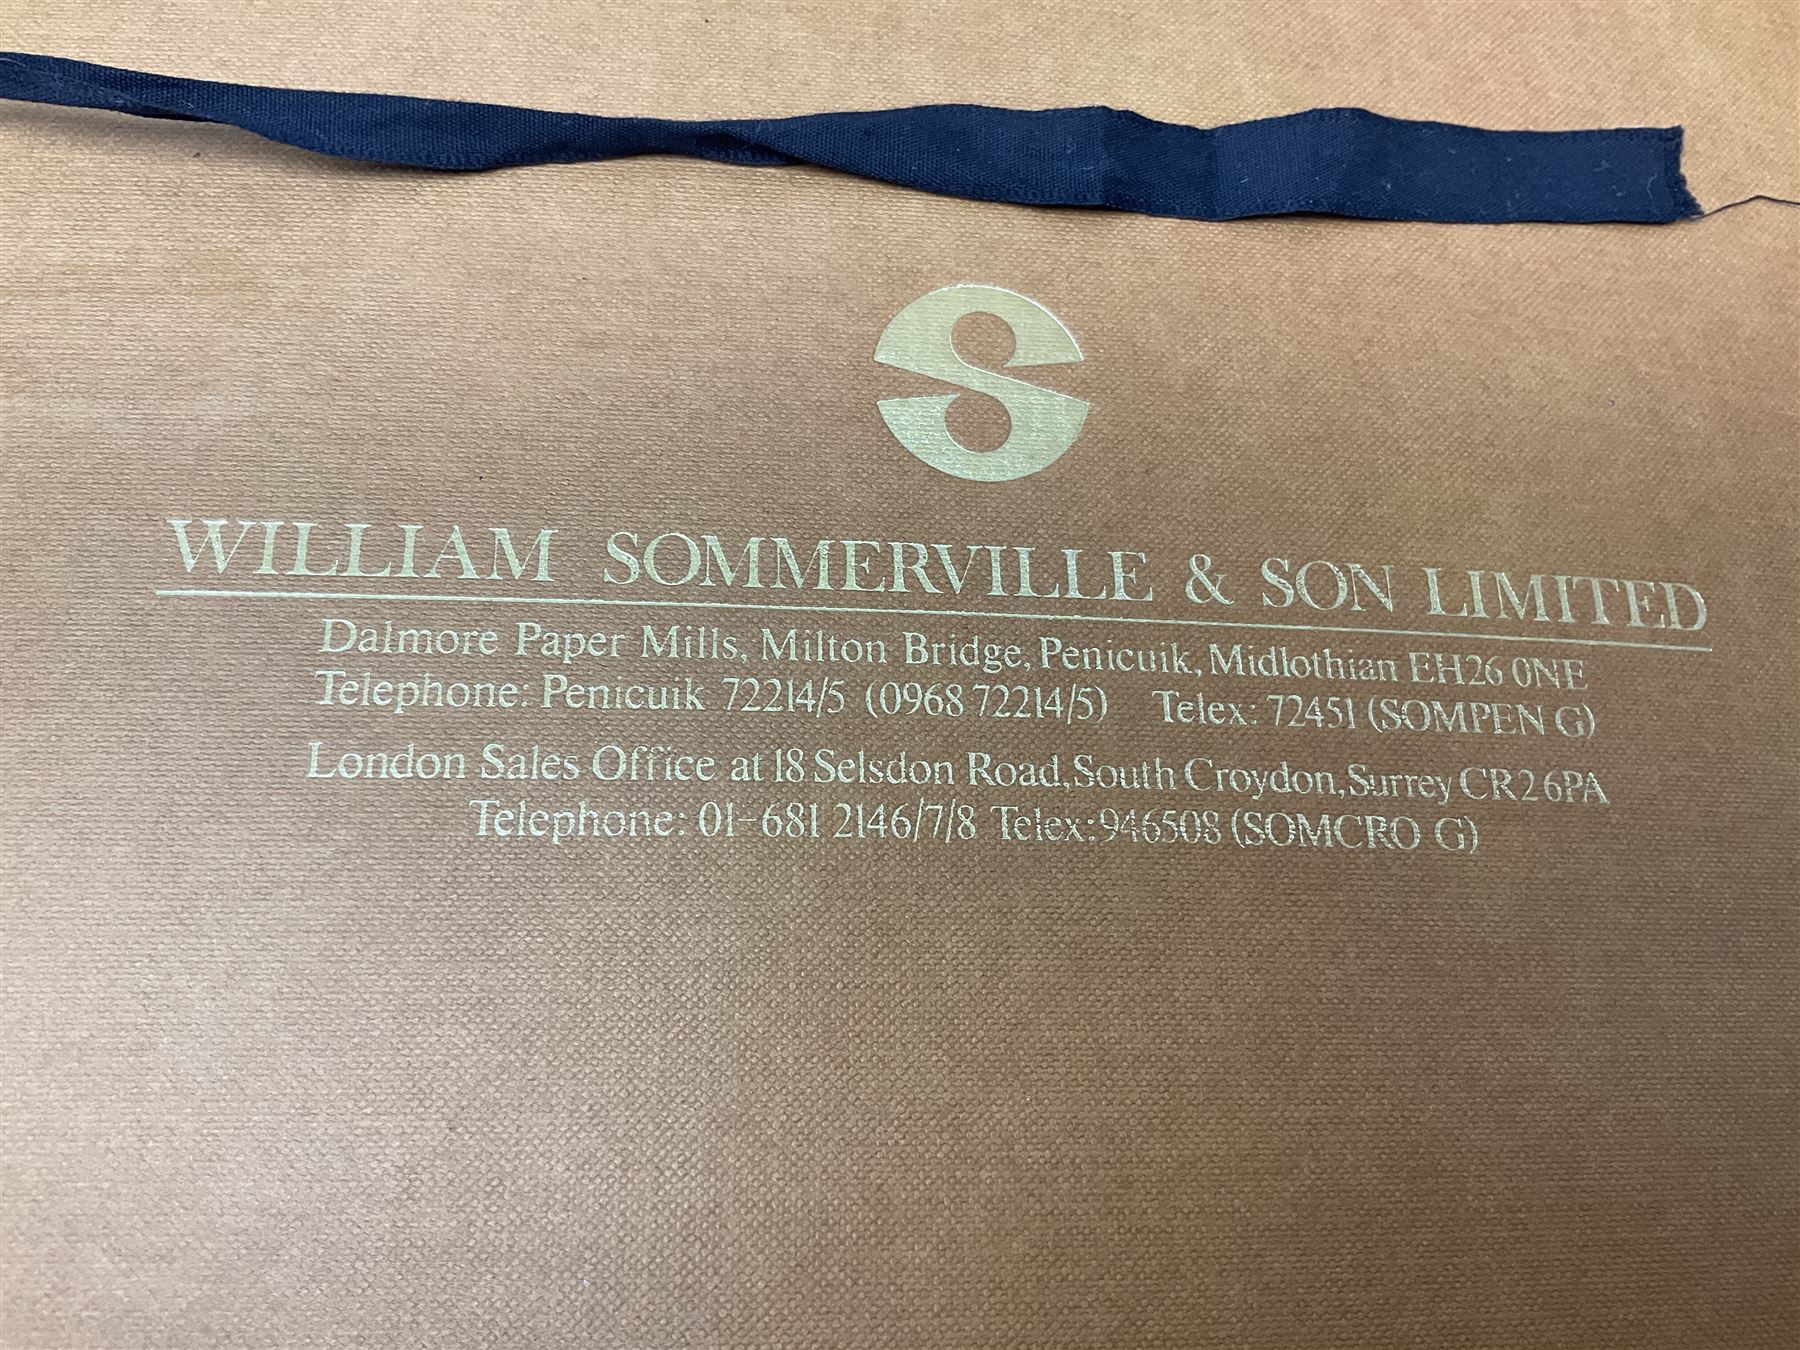 S
WILLIAM SOMMERVILLE & SON LIMITED
Dalmore Paper Mills, Milton Bridge, Penicuik, Midlothian EH26 0NE
Telephone: Penicuik 72214/5 (0968 72214/5) Telex: 72451 (SOMPEN G)
London Sales Office at 18 Selsdon Road, South Croydon, Surrey CR2 6PA
Telephone: 01-681 2146/7/8 Telex: 946508 (SOMCRO G)